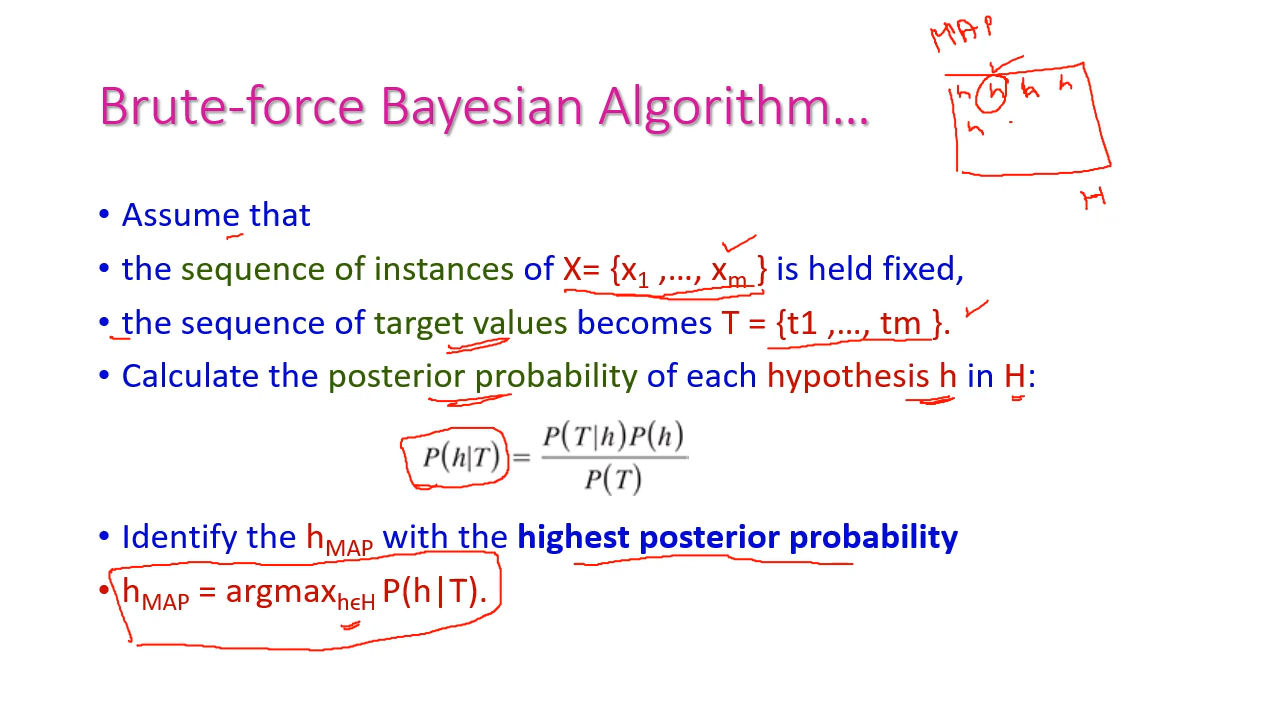 MAP
h h h h
h
H
Brute-force Bayesian Algorithm...
• Assume that
• the sequence of instances of X= {x1 ,..., xm } is held fixed,
• the sequence of target values becomes T = {t1 ,..., tm }.
• Calculate the posterior probability of each hypothesis h in H:
P(h|T) = P(T|h)P(h) / P(T)
• Identify the hMAP with the highest posterior probability
• hMAP = argmaxhϵH P(h|T).